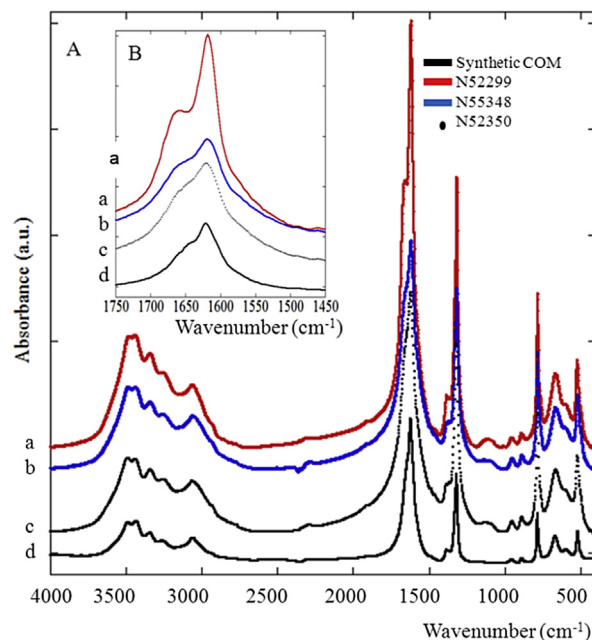 A
B
Synthetic COM
N52299
N55348
N52350
a
a
b
c
d
1750 1700 1650 1600 1550 1500 1450
Wavenumber (cm-1)
Absorbance (a.u.)
a
b
c
d
4000 3500 3000 2500 2000 1500 1000 500
Wavenumber (cm-1)